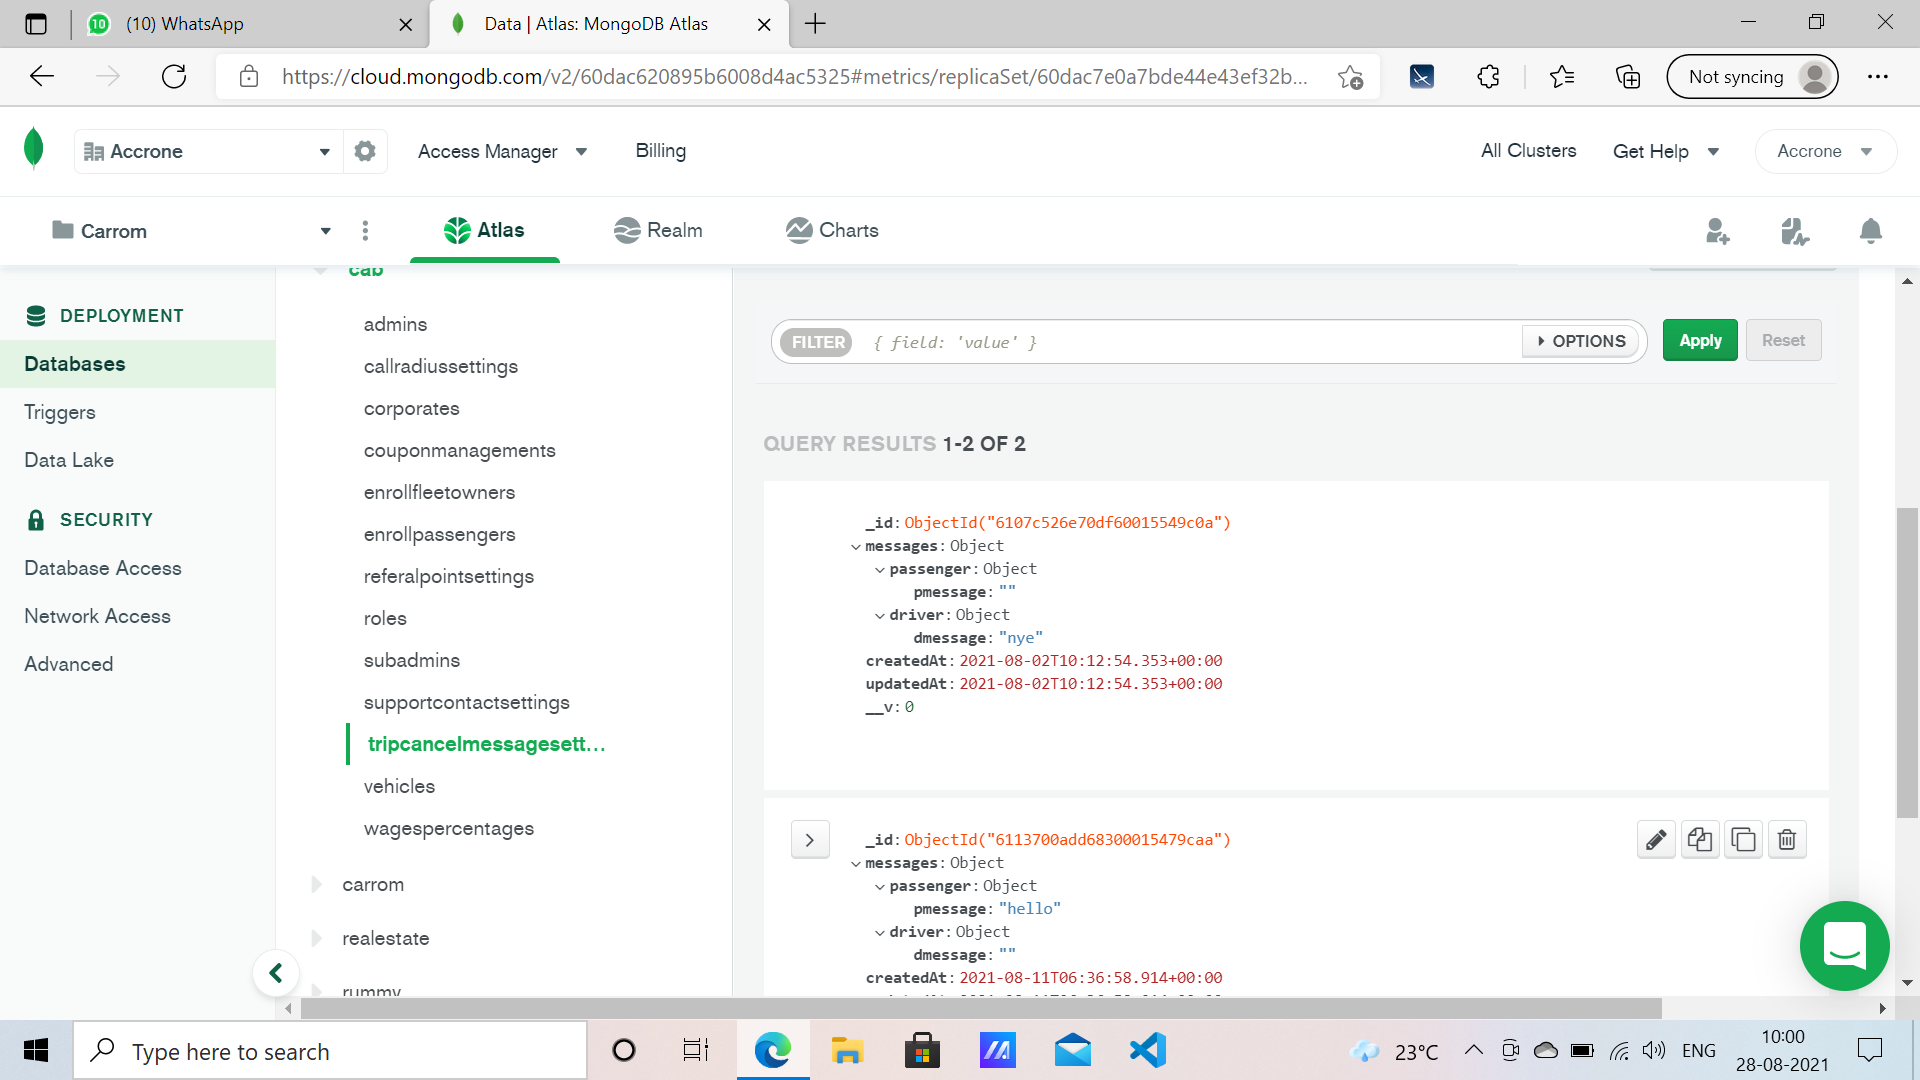 (10) WhatsApp
Data | Atlas: MongoDB Atlas
https://cloud.mongodb.com/v2/60dac620895b6008d4ac5325#metrics/replicaSet/60dac7e0a7bde44e43ef32b...
Not syncing
Accrone
Access Manager
Billing
All Clusters
Get Help
Accrone
Carrom
Atlas
Realm
Charts
DEPLOYMENT
Databases
Triggers
Data Lake
SECURITY
Database Access
Network Access
Advanced
cab
admins
callradiussettings
corporates
couponmanagements
enrollfleetowners
enrollpassengers
referalpointsettings
roles
subadmins
supportcontactsettings
tripcancelmessagesett...
vehicles
wagespercentages
carrom
realestate
rummy
FILTER { field: 'value' }
OPTIONS
Apply
Reset
QUERY RESULTS 1-2 OF 2
_id: ObjectId("6107c526e70df60015549c0a")
messages: Object
passenger: Object
pmessage: ""
driver: Object
dmessage: "nye"
createdAt: 2021-08-02T10:12:54.353+00:00
updatedAt: 2021-08-02T10:12:54.353+00:00
__v: 0
_id: ObjectId("6113700add68300015479caa")
messages: Object
passenger: Object
pmessage: "hello"
driver: Object
dmessage: ""
createdAt: 2021-08-11T06:36:58.914+00:00
Type here to search
23°C
ENG
10:00
28-08-2021